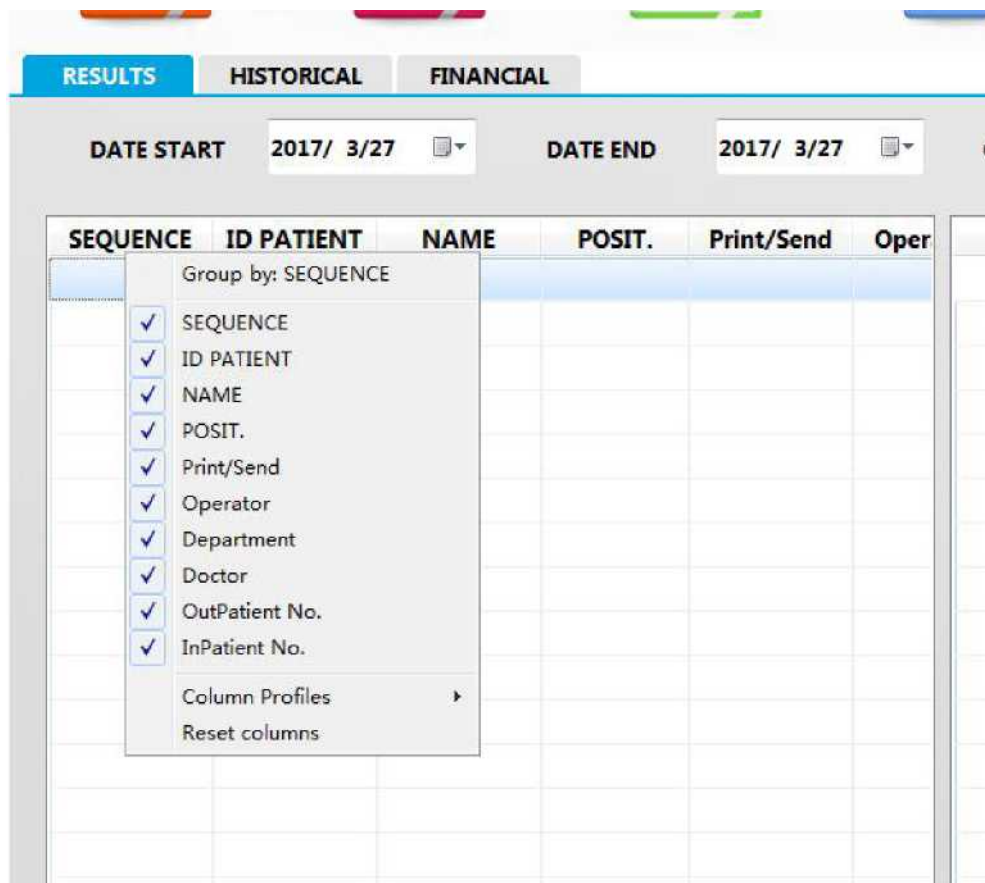 RESULTS HISTORICAL FINANCIAL
DATE START 2017/ 3/27 DATE END 2017/ 3/27
SEQUENCE ID PATIENT NAME POSIT. Print/Send Oper
Group by: SEQUENCE
SEQUENCE
ID PATIENT
NAME
POSIT.
Print/Send
Operator
Department
Doctor
OutPatient No.
InPatient No.
Column Profiles
Reset columns